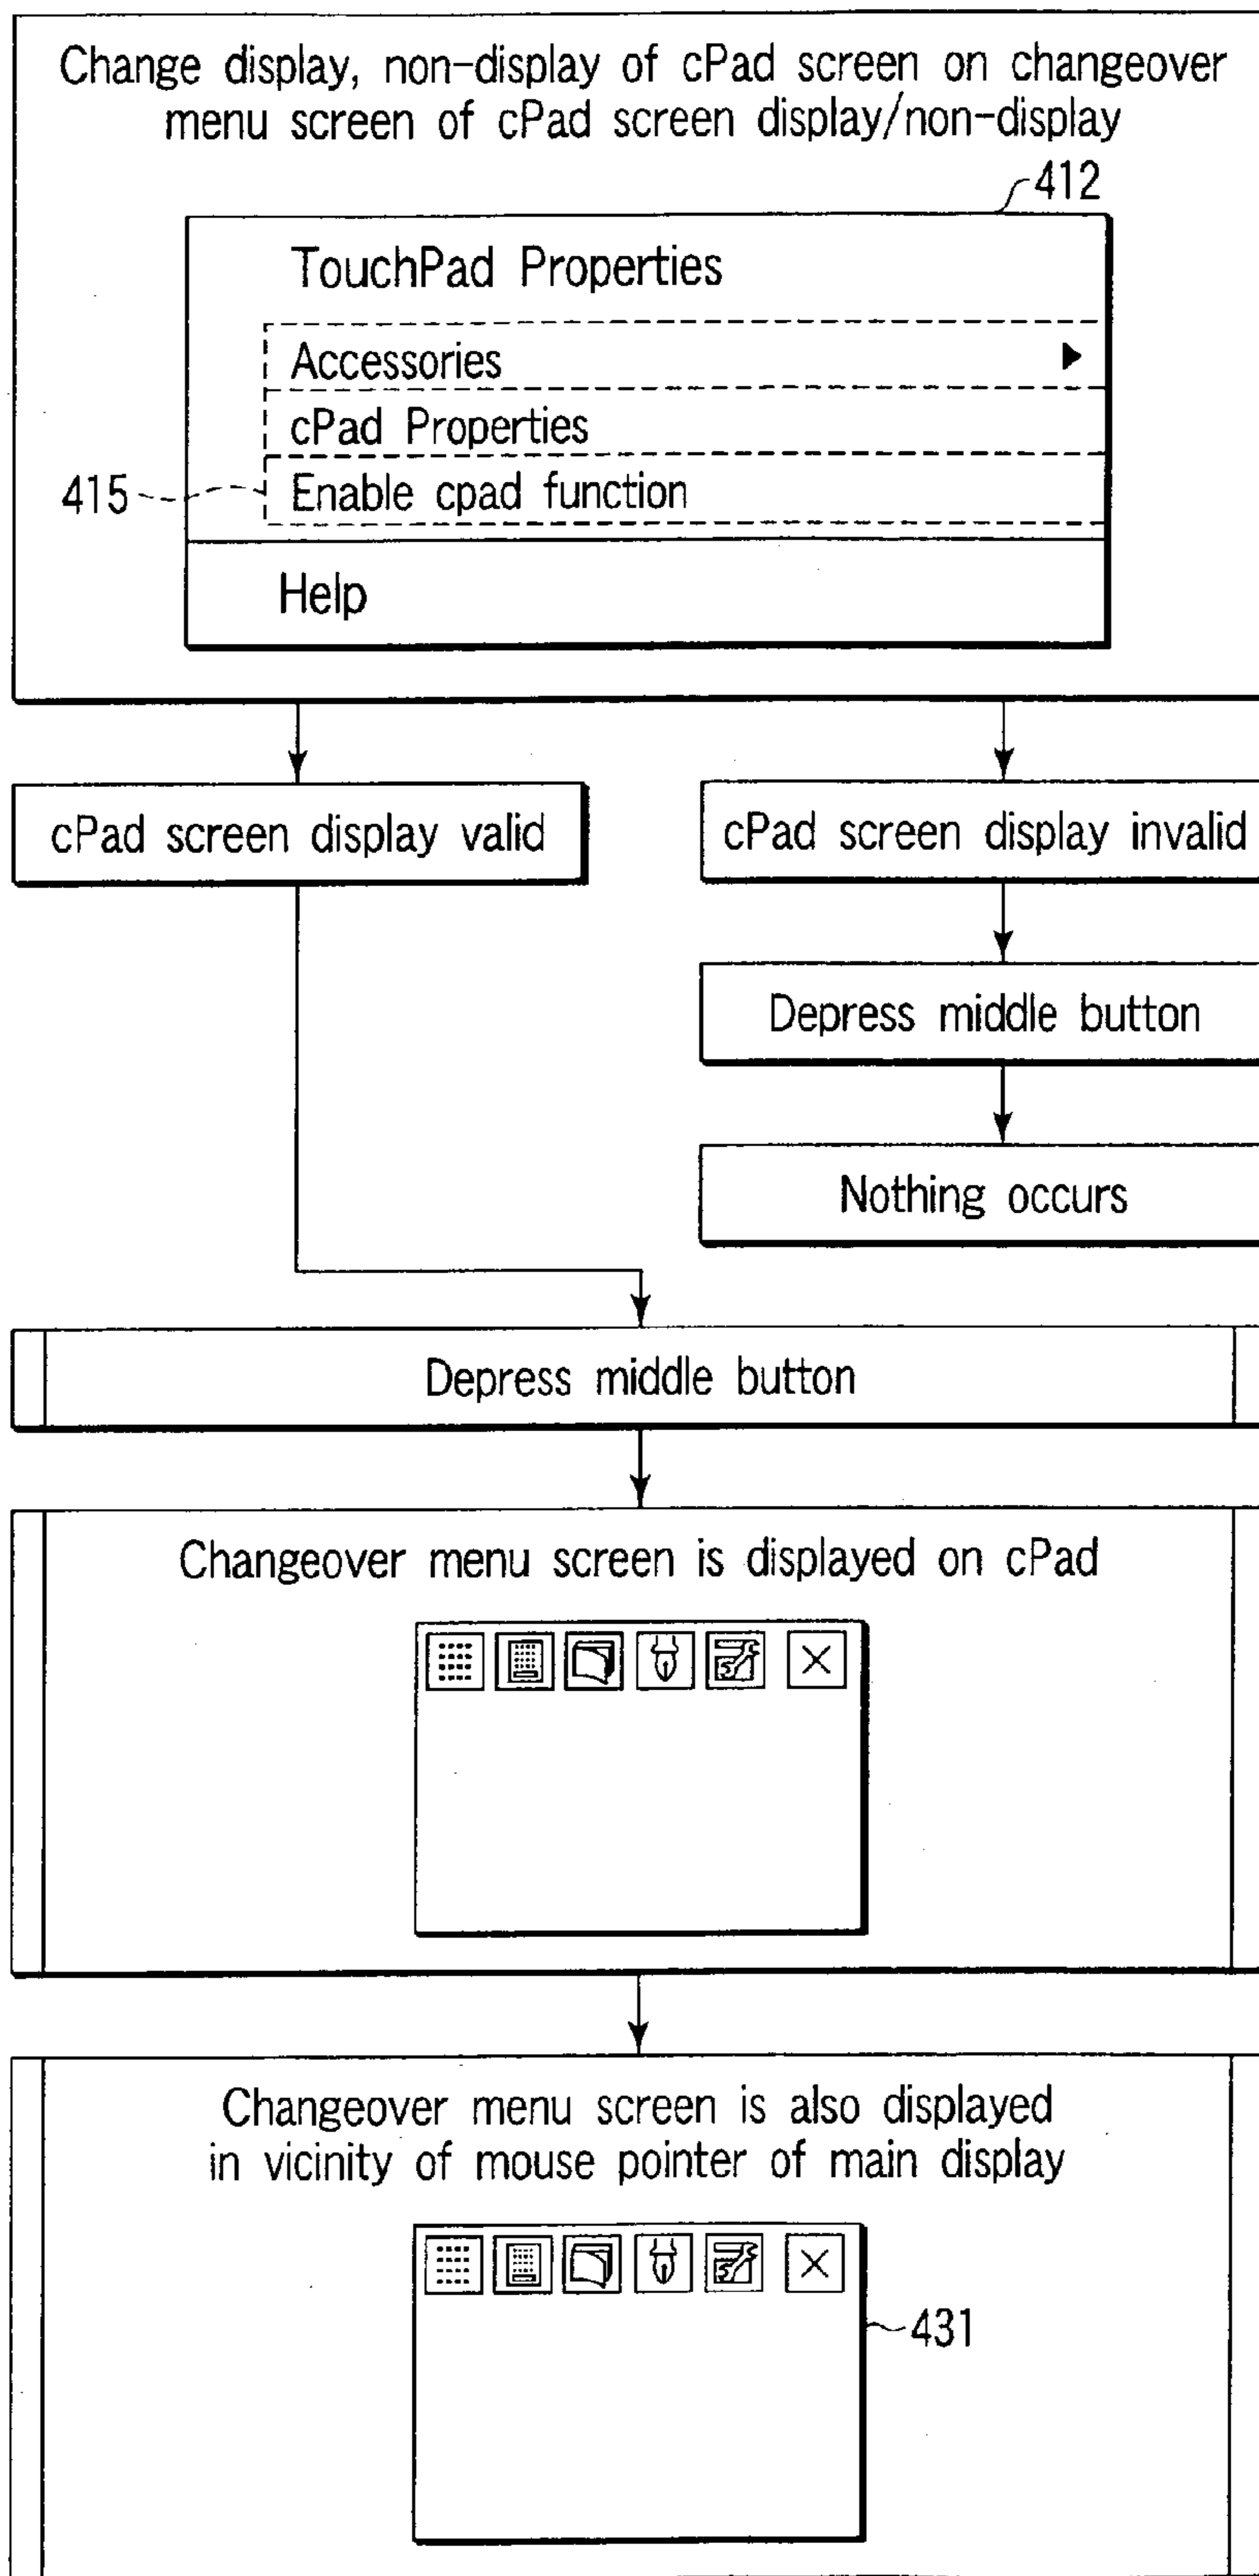 Change display, non-display of cPad screen on changeover
menu screen of cPad screen display/non-display
412
TouchPad Properties
Accessories
cPad Properties
415
Enable cpad function
Help
cPad screen display valid
cPad screen display invalid
Depress middle button
Nothing occurs
Depress middle button
Changeover menu screen is displayed on cPad
Changeover menu screen is also displayed
in vicinity of mouse pointer of main display
431